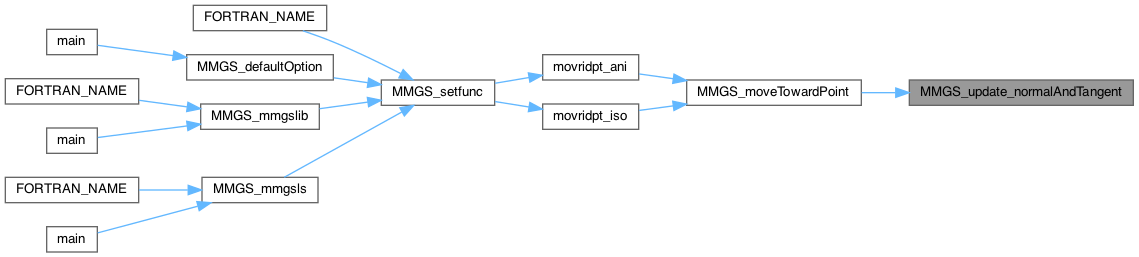 FORTRAN_NAME
main
MMGS_defaultOption
movridpt_ani
FORTRAN_NAME
MMGS_setfunc
MMGS_moveTowardPoint
MMGS_update_normalAndTangent
MMGS_mmgslib
movridpt_iso
main
FORTRAN_NAME
MMGS_mmgsls
main